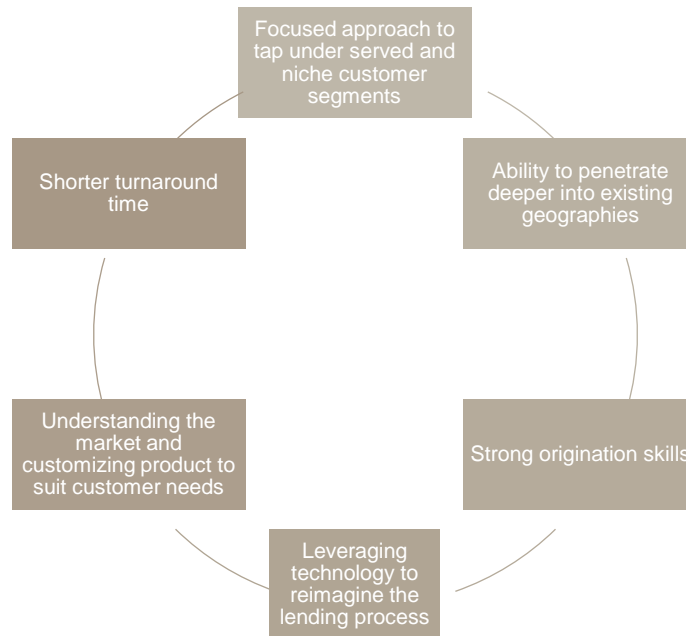 Focused approach to
tap under served and
niche customer
segments
Ability to penetrate
deeper into existing
geographies
Strong origination skills
Leveraging
technology to
reimagine the
lending process
Understanding the
market and
customizing product to
suit customer needs
Shorter turnaround
time